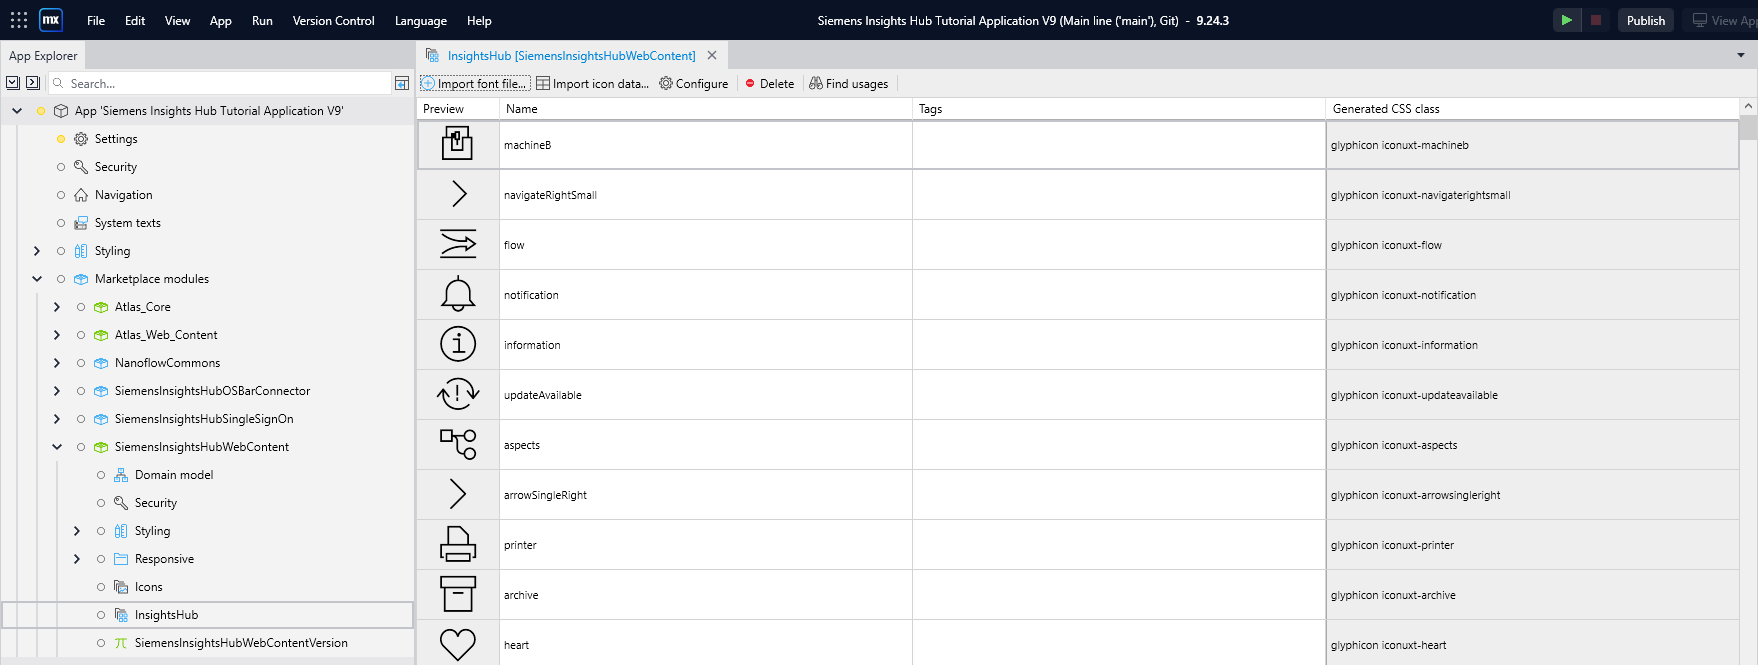 mx File Edit View App Run Version Control Language Help Siemens Insights Hub Tutorial Application V9 (Main line ('main'), Git) - 9.24.3 Publish View App
App Explorer
InsightsHub [SiemensInsightsHubWebContent]
Search...
Import font file... Import icon data... Configure Delete Find usages
App 'Siemens Insights Hub Tutorial Application V9'
Settings
Security
Navigation
System texts
Styling
Marketplace modules
Atlas_Core
Atlas_Web_Content
NanoflowCommons
SiemensInsightsHubOSBarConnector
SiemensInsightsHubSingleSignOn
SiemensInsightsHubWebContent
Domain model
Security
Styling
Responsive
Icons
InsightsHub
SiemensInsightsHubWebContentVersion
Preview Name Tags Generated CSS class
machineB glyphicon iconuxt-machineb
navigateRightSmall glyphicon iconuxt-navigaterightsmall
flow glyphicon iconuxt-flow
notification glyphicon iconuxt-notification
information glyphicon iconuxt-information
updateAvailable glyphicon iconuxt-updateavailable
aspects glyphicon iconuxt-aspects
arrowSingleRight glyphicon iconuxt-arrowsingleright
printer glyphicon iconuxt-printer
archive glyphicon iconuxt-archive
heart glyphicon iconuxt-heart